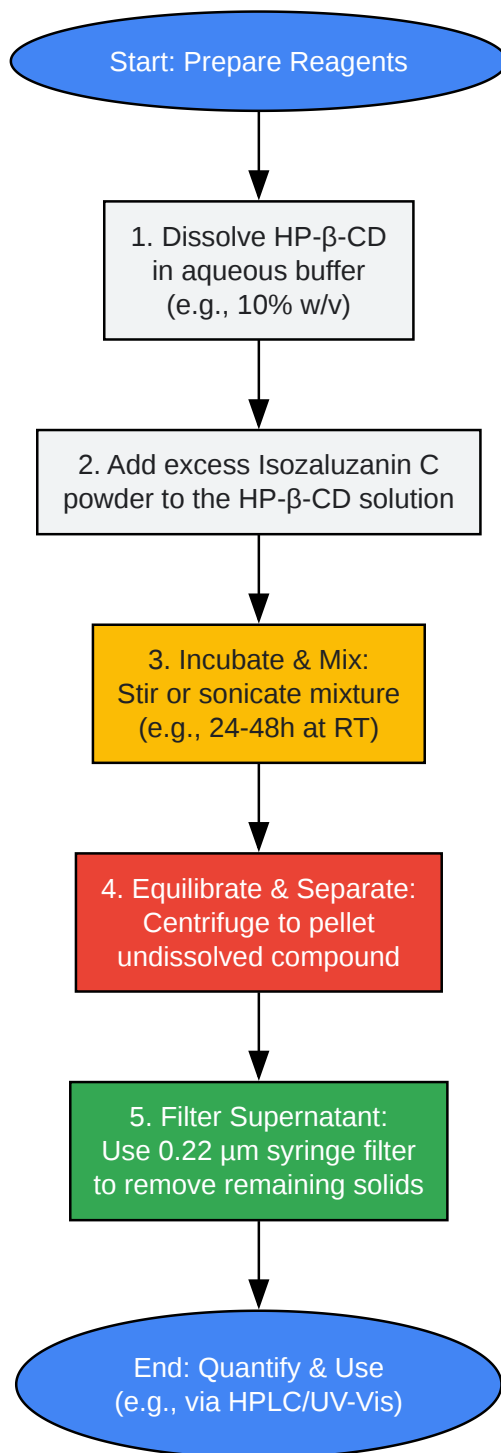 Start: Prepare Reagents
1. Dissolve HP-β-CD
in aqueous buffer
(e.g., 10% w/v)
2. Add excess Isozaluzanin C
powder to the HP-β-CD solution
3. Incubate & Mix:
Stir or sonicate mixture
(e.g., 24-48h at RT)
4. Equilibrate & Separate:
Centrifuge to pellet
undissolved compound
5. Filter Supernatant:
Use 0.22 µm syringe filter
to remove remaining solids
End: Quantify & Use
(e.g., via HPLC/UV-Vis)